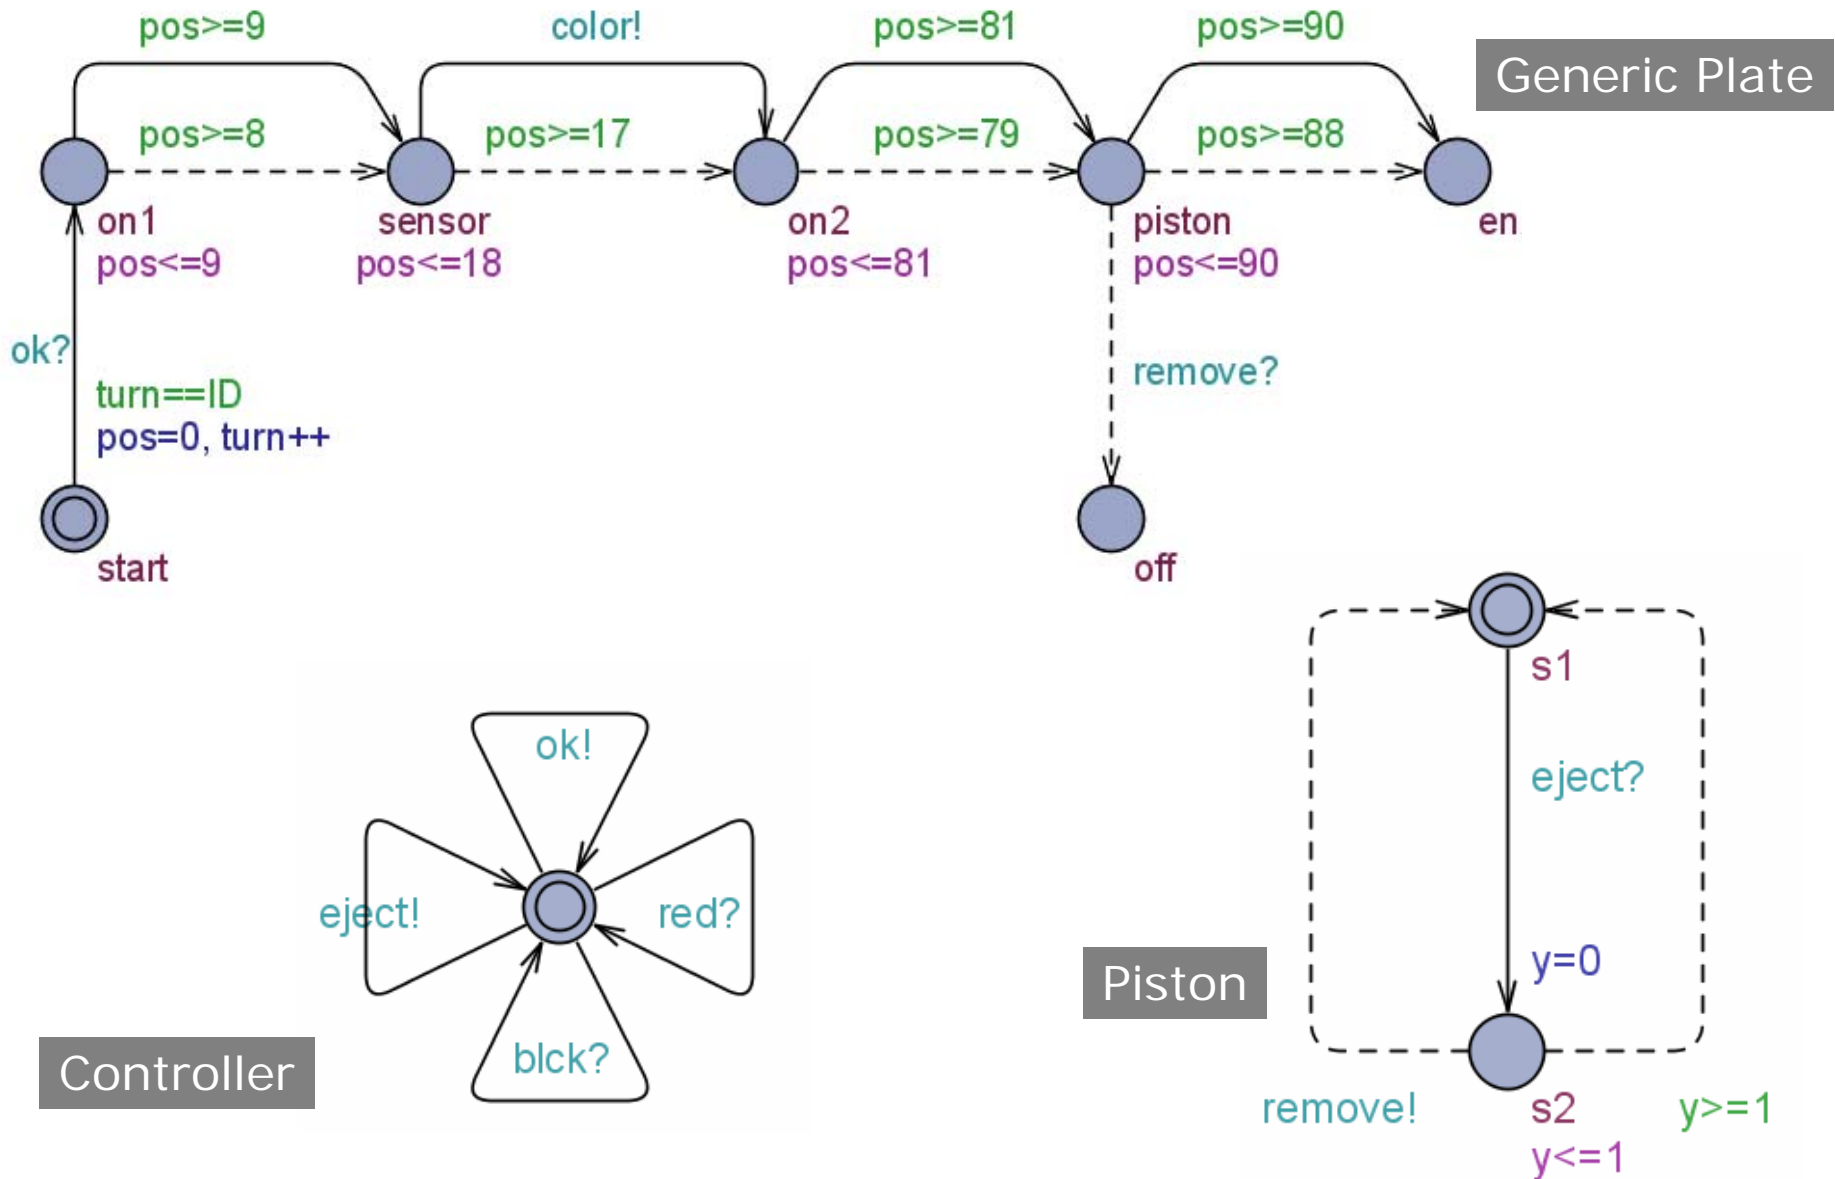 pos>=9
color!
pos>=81
pos>=90
Generic Plate
pos>=8
pos>=17
pos>=79
pos>=88
on1
pos<=9
sensor
pos<=18
on2
pos<=81
piston
pos<=90
en
ok?
turn==ID
pos=0, turn++
start
remove?
off
s1
eject?
y=0
Piston
remove!
s2
y<=1
y>=1
ok!
eject!
red?
blck?
Controller